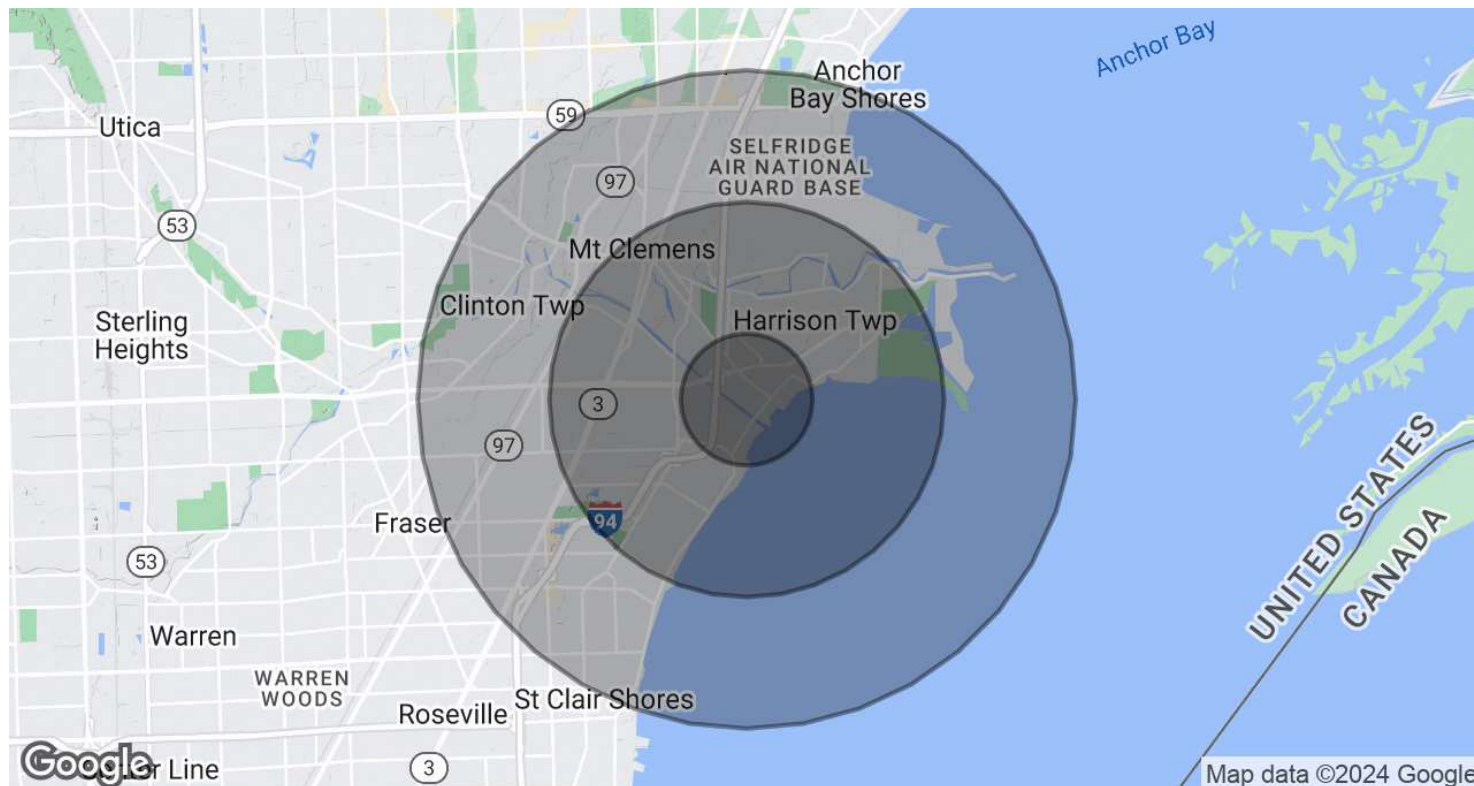 Anchor Bay
Anchor
Bay Shores
59
Utica
SELFRIDGE
AIR NATIONAL
GUARD BASE
97
53
Mt Clemens
Clinton Twp
Harrison Twp
Sterling
Heights
3
97
UNITED STATES
CANADA
94
Fraser
53
Warren
WARREN
WOODS
St Clair Shores
Roseville
Google
Line
3
Map data ©2024 Google